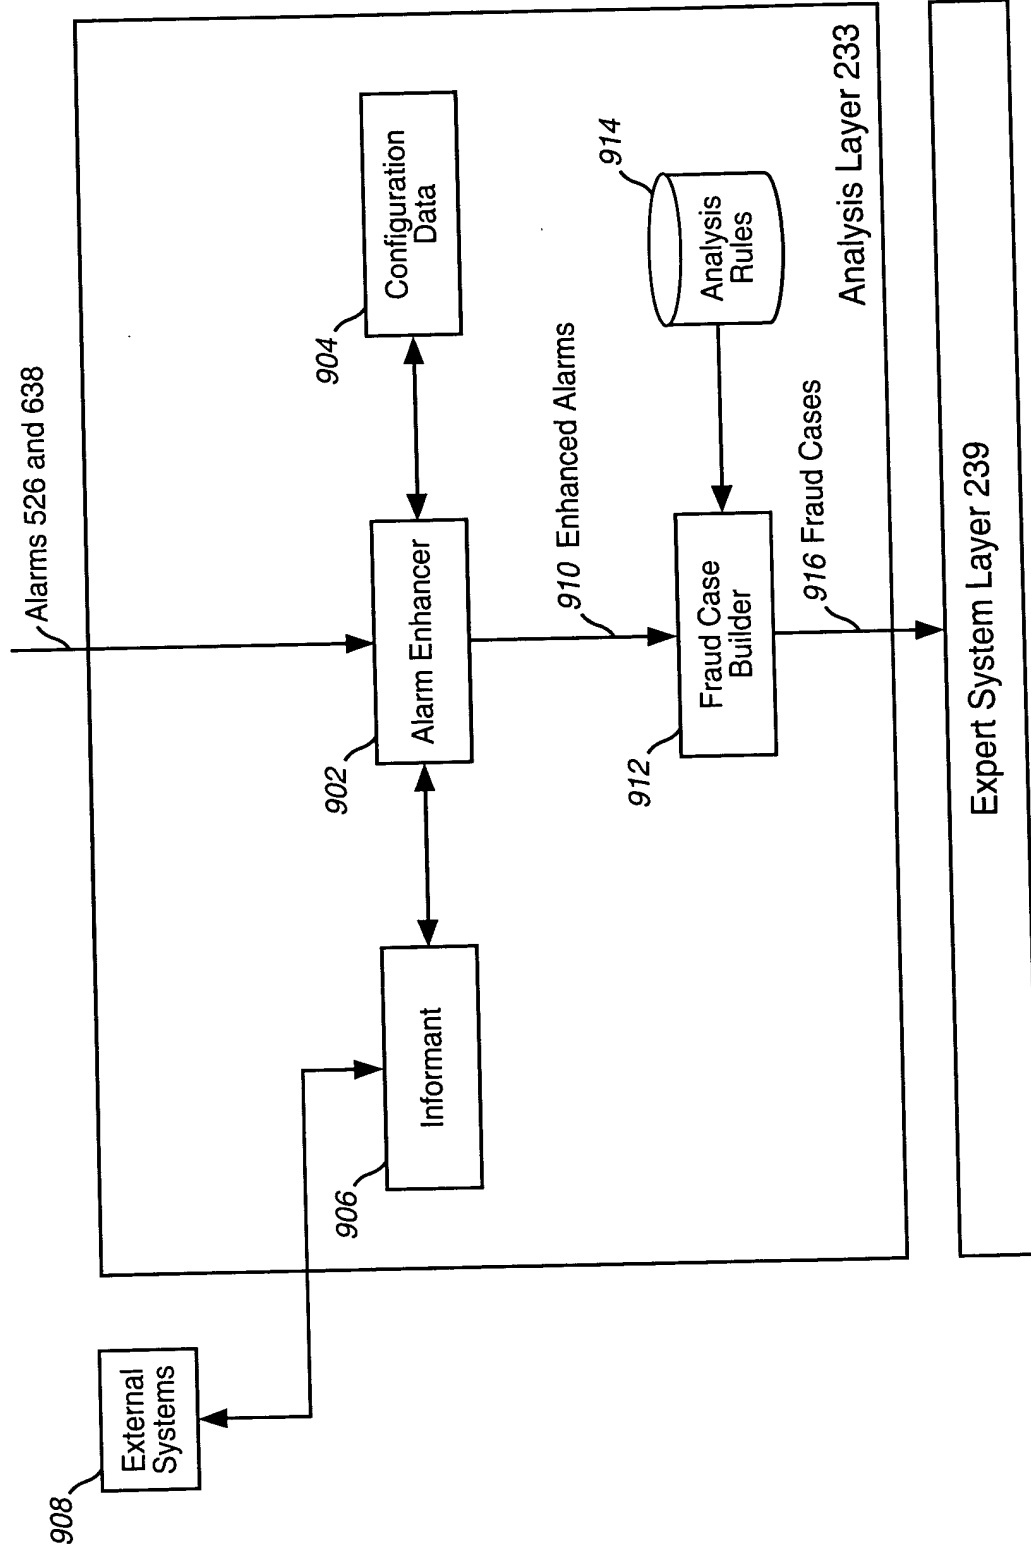 Alarms 526 and 638
908
External
Systems
906
Informant
902
Alarm Enhancer
904
Configuration
Data
910 Enhanced Alarms
912
Fraud Case
Builder
914
Analysis
Rules
916 Fraud Cases
Analysis Layer 233
Expert System Layer 239